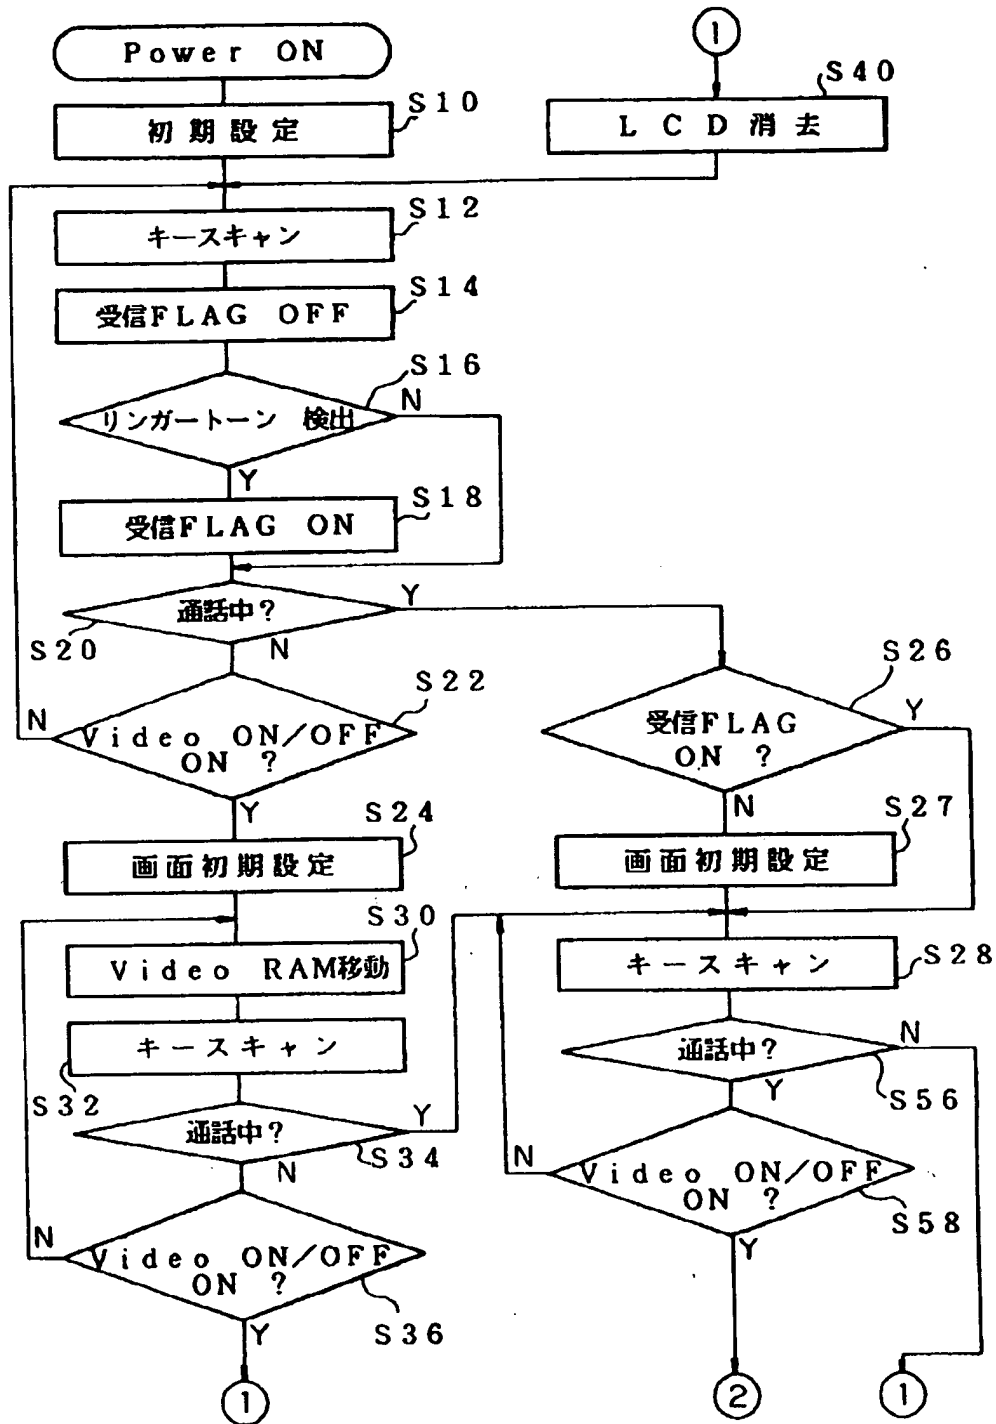 Power ON
S10
初期設定
S12
キースキャン
S14
受信FLAG OFF
S16
リンガートーン 検出
N
Y
S18
受信FLAG ON
通話中?
Y
S20
N
S22
N
Video ON/OFF
ON ?
Y
S24
画面初期設定
S30
Video RAM移動
キースキャン
S32
通話中?
Y
S34
N
N
Video ON/OFF
ON ?
S36
Y
1
1
S40
LCD消去
S26
受信FLAG
ON ?
Y
N
S27
画面初期設定
キースキャン
S28
通話中?
N
Y
S56
N
Video ON/OFF
ON ?
S58
Y
2
1